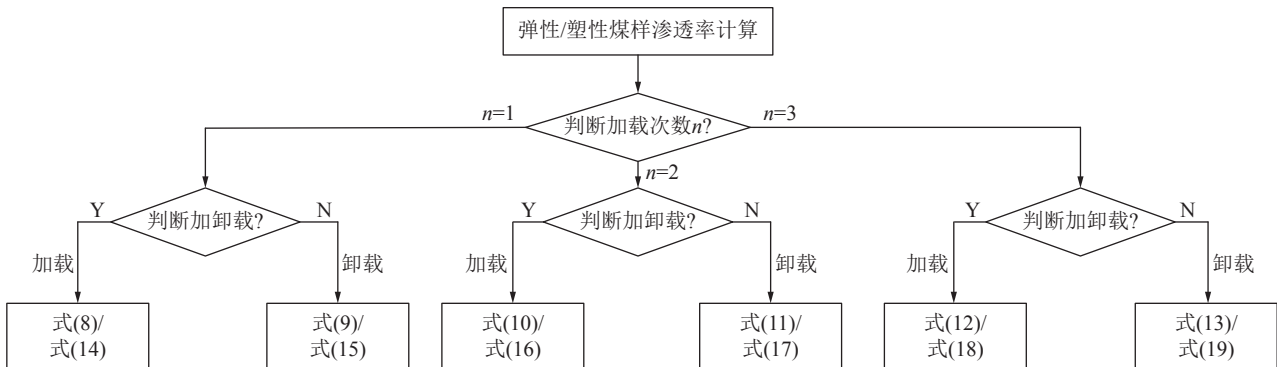 弹性/塑性煤样渗透率计算
n=1
判断加载次数n?
n=3
n=2
Y
判断加卸载?
N
Y
判断加卸载?
N
Y
判断加卸载?
N
加载
卸载
加载
卸载
加载
卸载
式(8)/
式(14)
式(9)/
式(15)
式(10)/
式(16)
式(11)/
式(17)
式(12)/
式(18)
式(13)/
式(19)